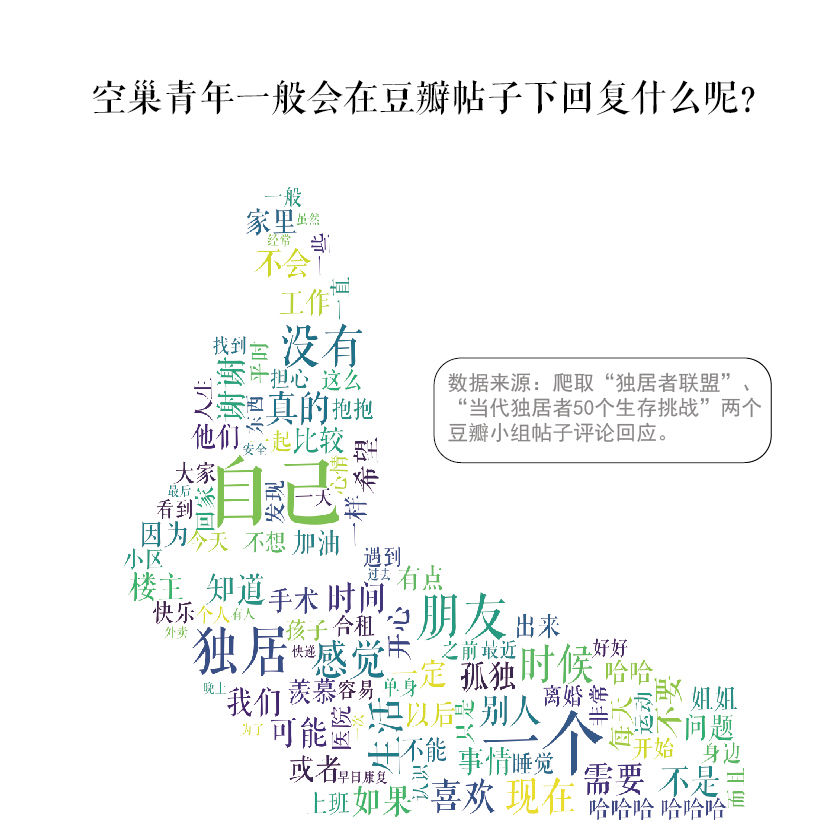 空巢青年一般会在豆瓣帖子下回复什么呢?
一般
家里
虽然
经常
一些
不会
一直
工作
没有
找到
平时
谢谢
担心
这么
人生
东西
真的
抱抱
他们
一起
比较
安全
心情
希望
大家
自己
一天
最后
回家
发现
一样
看到
因为
今天
不想
加油
小区
遇到
过去
有点
楼主
知道
手术
时间
朋友
出来
快乐
个人
有人
外卖
孩子
合租
开心
独居
快递
感觉
之前
最近
时候
好好
一定
孤独
哈哈
晚上
我们
羡慕
容易
单身
离婚
非常
不要
姐姐
为了
可能
医院
一次
生活
以后
只是
别人
一个
每天
运动
问题
或者
早日康复
不能
认识
事情
睡觉
开始
身边
上班
如果
喜欢
现在
需要
不是
而且
哈哈哈
哈哈哈
数据来源：爬取“独居者联盟”、
“当代独居者50个生存挑战”两个
豆瓣小组帖子评论回应。